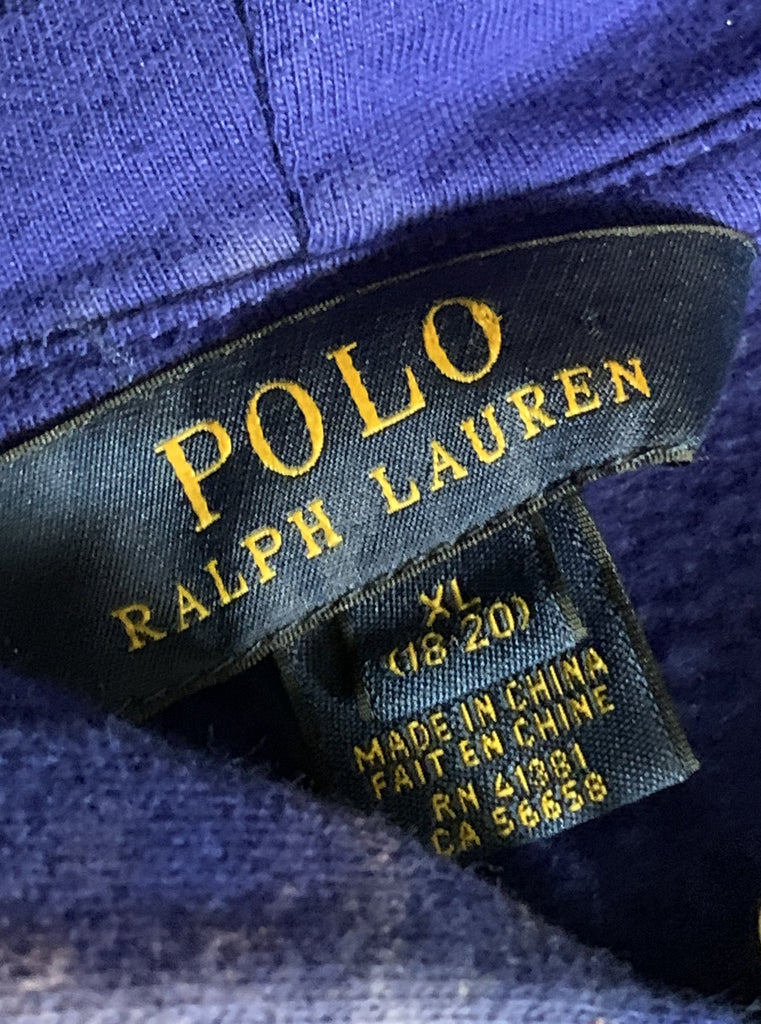 POLO
RALPH LAUREN
XL
(18-20)
MADE IN CHINA
FAIT EN CHINE
RN 41381
CA 56658